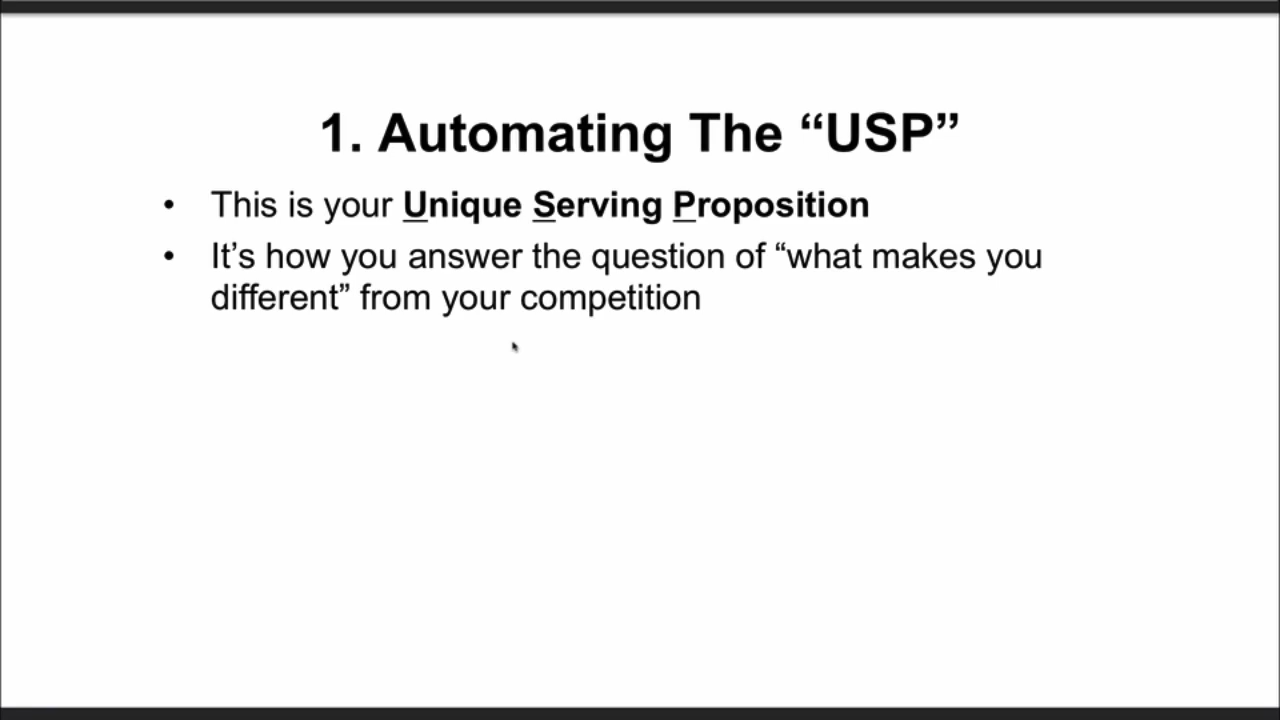 1. Automating The “USP”
• This is your Unique Serving Proposition
• It’s how you answer the question of “what makes you
different” from your competition